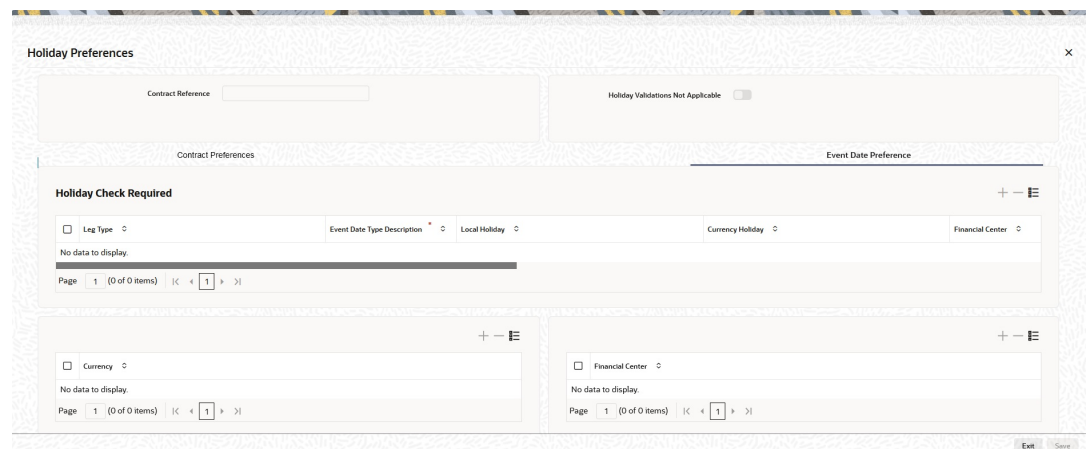 Holiday Preferences
Contract Reference
Holiday Validations Not Applicable
Contract Preferences
Event Date Preference
Holiday Check Required
Leg Type Event Date Type Description * Local Holiday Currency Holiday Financial Center
No data to display.
Page 1 (0 of 0 items) 1
Currency
No data to display.
Page 1 (0 of 0 items) 1
Financial Center
No data to display.
Page 1 (0 of 0 items) 1
Exit Save